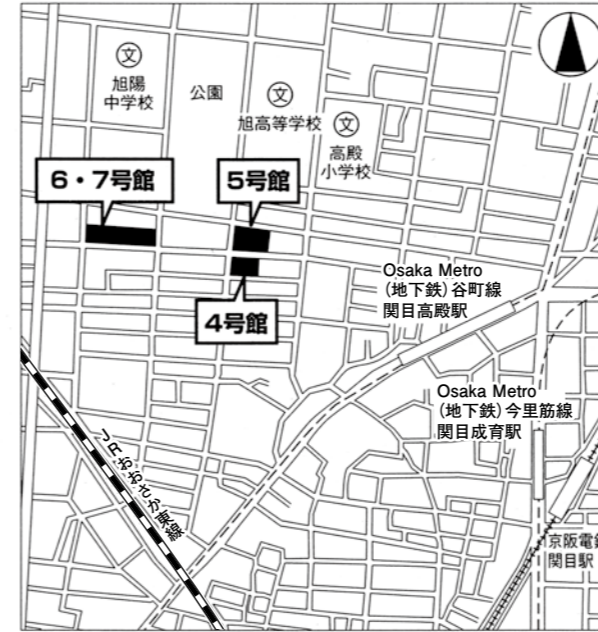 文
旭陽
中学校
公園
文
旭高等学校
文
高殿
小学校
6・7号館
5号館
4号館
Osaka Metro
(地下鉄)谷町線
関目高殿駅
Osaka Metro
(地下鉄)今里筋線
関目成育駅
JRおおさか東線
京阪電鉄
関目駅